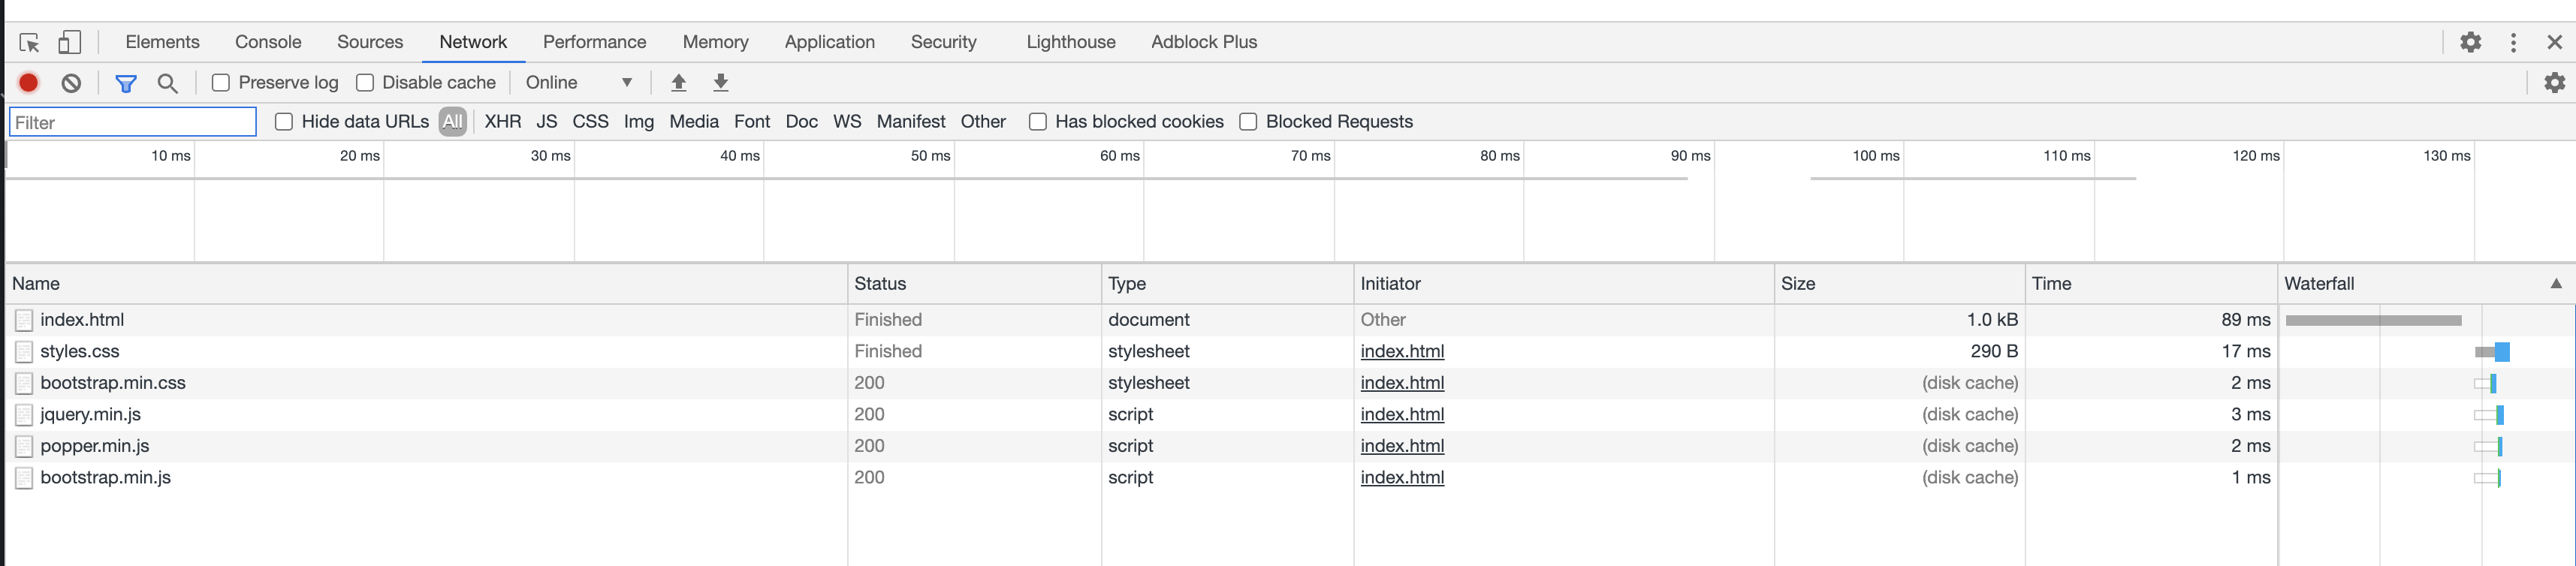 Elements Console Sources Network Performance Memory Application Security Lighthouse Adblock Plus
Preserve log Disable cache Online
Filter Hide data URLs All XHR JS CSS Img Media Font Doc WS Manifest Other Has blocked cookies Blocked Requests
10 ms 20 ms 30 ms 40 ms 50 ms 60 ms 70 ms 80 ms 90 ms 100 ms 110 ms 120 ms 130 ms
Name Status Type Initiator Size Time Waterfall
index.html Finished document Other 1.0 kB 89 ms
styles.css Finished stylesheet index.html 290 B 17 ms
bootstrap.min.css 200 stylesheet index.html (disk cache) 2 ms
jquery.min.js 200 script index.html (disk cache) 3 ms
popper.min.js 200 script index.html (disk cache) 2 ms
bootstrap.min.js 200 script index.html (disk cache) 1 ms